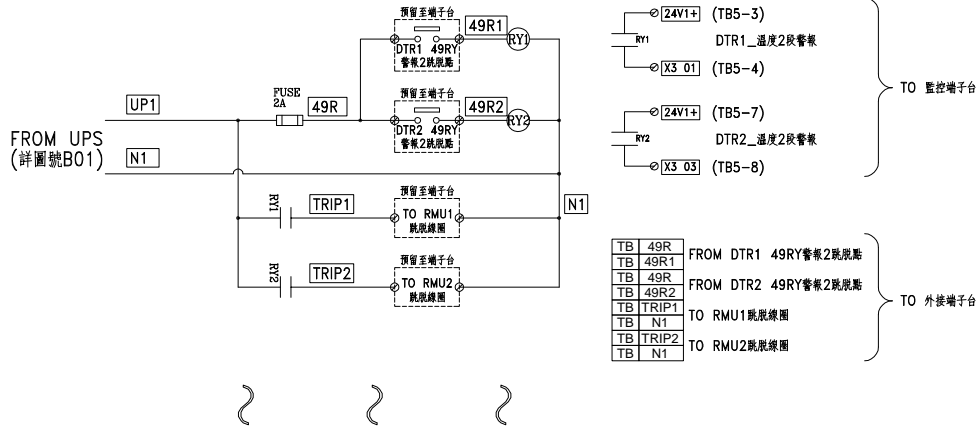 預留至端子台
49R1
DTR1 49RY
警報2跳脱點
RY1
UP1
FUSE
2A
49R
預留至端子台
49R2
DTR2 49RY
警報2跳脱點
RY2
FROM UPS
(詳圖號B01)
N1
RY1
TRIP1
預留至端子台
TO RMU1
跳脱線圈
N1
RY2
TRIP2
預留至端子台
TO RMU2
跳脱線圈
24V1+ (TB5-3)
RY1
DTR1_溫度2段警報
X3 01 (TB5-4)
24V1+ (TB5-7)
RY2
DTR2_溫度2段警報
X3 03 (TB5-8)
TO 監控端子台
TB 49R
TB 49R1
FROM DTR1 49RY警報2跳脱點
TB 49R
TB 49R2
FROM DTR2 49RY警報2跳脱點
TB TRIP1
TB N1
TO RMU1跳脱線圈
TB TRIP2
TB N1
TO RMU2跳脱線圈
TO 外接端子台